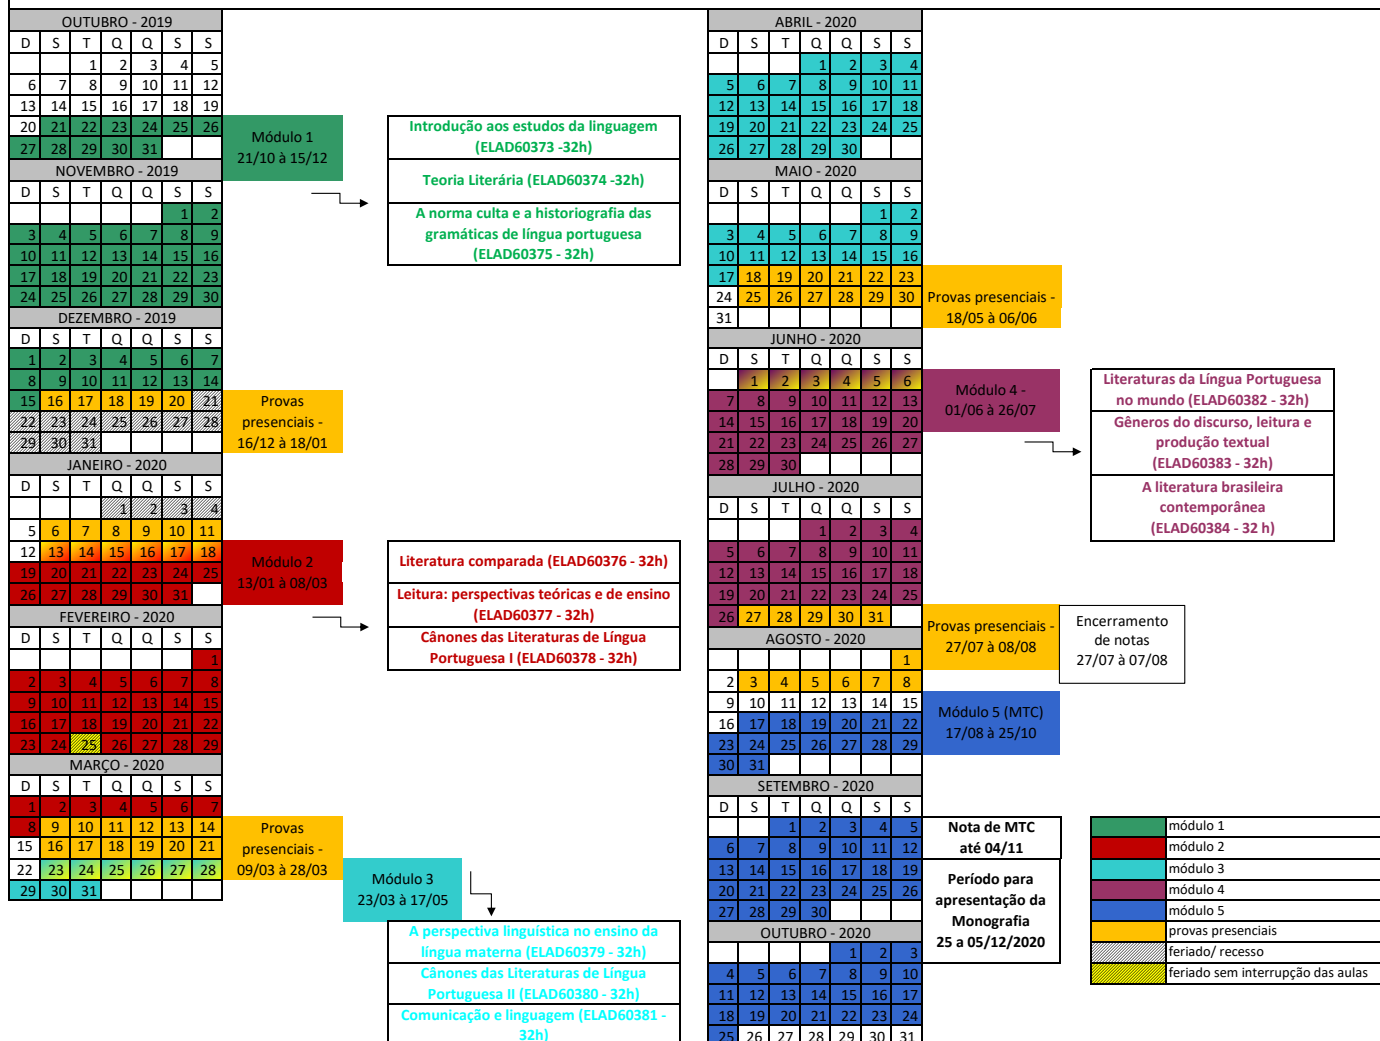 OUTUBRO - 2019
D S T Q Q S S
1 2 3 4 5
6 7 8 9 10 11 12
13 14 15 16 17 18 19
20 21 22 23 24 25 26
27 28 29 30 31
Módulo 1
21/10 à 15/12
Introdução aos estudos da linguagem
(ELAD60373 -32h)
Teoria Literária (ELAD60374 -32h)
A norma culta e a historiografia das
gramáticas de língua portuguesa
(ELAD60375 - 32h)
NOVEMBRO - 2019
D S T Q Q S S
1 2
3 4 5 6 7 8 9
10 11 12 13 14 15 16
17 18 19 20 21 22 23
24 25 26 27 28 29 30
DEZEMBRO - 2019
D S T Q Q S S
1 2 3 4 5 6 7
8 9 10 11 12 13 14
15 16 17 18 19 20 21
22 23 24 25 26 27 28
29 30 31
Provas
presenciais -
16/12 à 18/01
JANEIRO - 2020
D S T Q Q S S
1 2 3 4
5 6 7 8 9 10 11
12 13 14 15 16 17 18
19 20 21 22 23 24 25
26 27 28 29 30 31
Módulo 2
13/01 à 08/03
Literatura comparada (ELAD60376 - 32h)
Leitura: perspectivas teóricas e de ensino
(ELAD60377 - 32h)
Cânones das Literaturas de Língua
Portuguesa I (ELAD60378 - 32h)
FEVEREIRO - 2020
D S T Q Q S S
1
2 3 4 5 6 7 8
9 10 11 12 13 14 15
16 17 18 19 20 21 22
23 24 25 26 27 28 29
MARÇO - 2020
D S T Q Q S S
1 2 3 4 5 6 7
8 9 10 11 12 13 14
15 16 17 18 19 20 21
22 23 24 25 26 27 28
29 30 31
Provas
presenciais -
09/03 à 28/03
Módulo 3
23/03 à 17/05
A perspectiva linguística no ensino da
língua materna (ELAD60379 - 32h)
Cânones das Literaturas de Língua
Portuguesa II (ELAD60380 - 32h)
Comunicação e linguagem (ELAD60381 -
32h)
ABRIL - 2020
D S T Q Q S S
1 2 3 4
5 6 7 8 9 10 11
12 13 14 15 16 17 18
19 20 21 22 23 24 25
26 27 28 29 30
MAIO - 2020
D S T Q Q S S
1 2
3 4 5 6 7 8 9
10 11 12 13 14 15 16
17 18 19 20 21 22 23
24 25 26 27 28 29 30
31
Provas presenciais -
18/05 à 06/06
JUNHO - 2020
D S T Q Q S S
1 2 3 4 5 6
7 8 9 10 11 12 13
14 15 16 17 18 19 20
21 22 23 24 25 26 27
28 29 30
Módulo 4 -
01/06 à 26/07
Literaturas da Língua Portuguesa
no mundo (ELAD60382 - 32h)
Gêneros do discurso, leitura e
produção textual
(ELAD60383 - 32h)
A literatura brasileira
contemporânea
(ELAD60384 - 32 h)
JULHO - 2020
D S T Q Q S S
1 2 3 4
5 6 7 8 9 10 11
12 13 14 15 16 17 18
19 20 21 22 23 24 25
26 27 28 29 30 31
Provas presenciais -
27/07 à 08/08
Encerramento
de notas
27/07 à 07/08
AGOSTO - 2020
1
2 3 4 5 6 7 8
9 10 11 12 13 14 15
16 17 18 19 20 21 22
23 24 25 26 27 28 29
30 31
Módulo 5 (MTC)
17/08 à 25/10
SETEMBRO - 2020
D S T Q Q S S
1 2 3 4 5
6 7 8 9 10 11 12
13 14 15 16 17 18 19
20 21 22 23 24 25 26
27 28 29 30
Nota de MTC
até 04/11
Período para
apresentação da
Monografia
25 a 05/12/2020
OUTUBRO - 2020
1 2 3
4 5 6 7 8 9 10
11 12 13 14 15 16 17
18 19 20 21 22 23 24
25 26 27 28 29 30 31
módulo 1
módulo 2
módulo 3
módulo 4
módulo 5
provas presenciais
feriado/ recesso
feriado sem interrupção das aulas